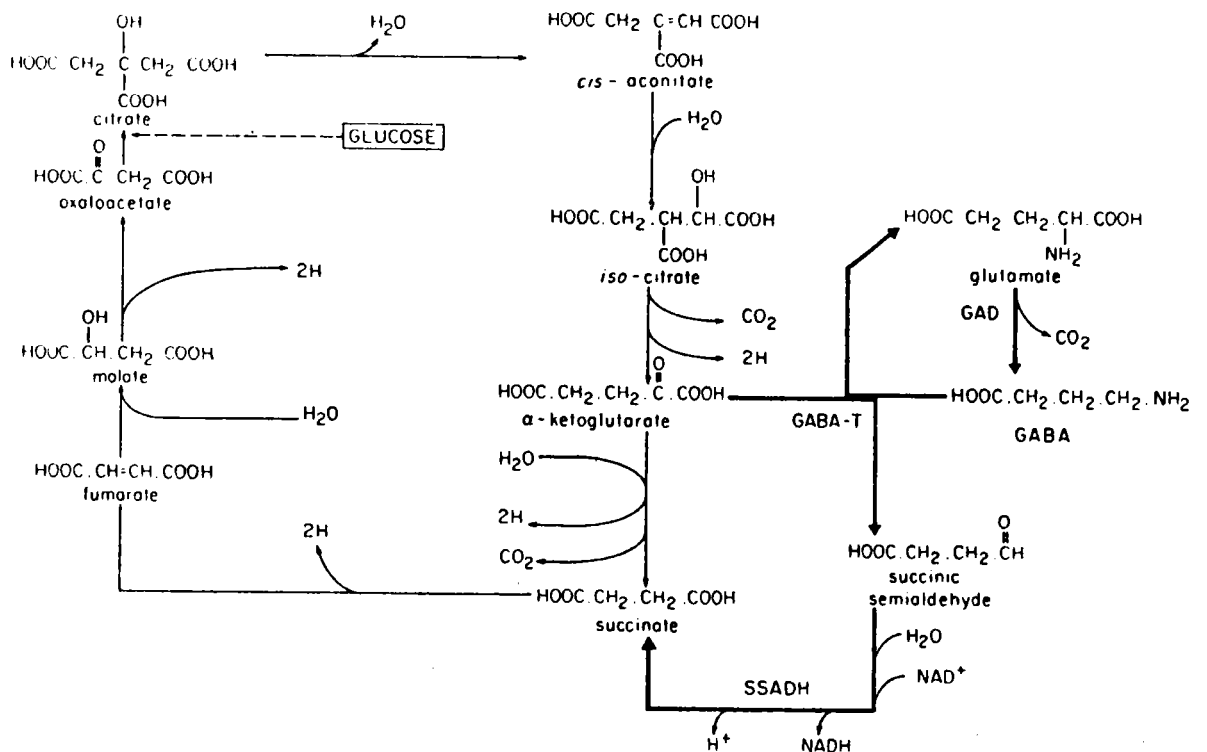 OH
HOOC CH₂ C CH₂ COOH
COOH
citrate
H₂O
HOOC CH₂ C=CH COOH
COOH
cis-aconitate
H₂O
GLUCOSE
O
HOOC.C CH₂ COOH
oxaloacetate
OH
HOOC.CH₂.CH.CH.COOH
COOH
iso-citrate
HOOC CH₂ CH₂.CH.COOH
NH₂
glutamate
2H
CO₂
2H
GAD
CO₂
OH
HOOC.CH.CH₂ COOH
malate
H₂O
O
HOOC.CH₂.CH₂.C.COOH
α-ketoglutarate
GABA-T
HOOC.CH₂.CH₂.CH₂.NH₂
GABA
HOOC.CH=CH.COOH
fumarate
H₂O
2H
CO₂
2H
O
HOOC.CH₂.CH₂.CH
succinic
semialdehyde
HOOC.CH₂.CH₂.COOH
succinate
H₂O
NAD⁺
SSADH
H⁺
NADH